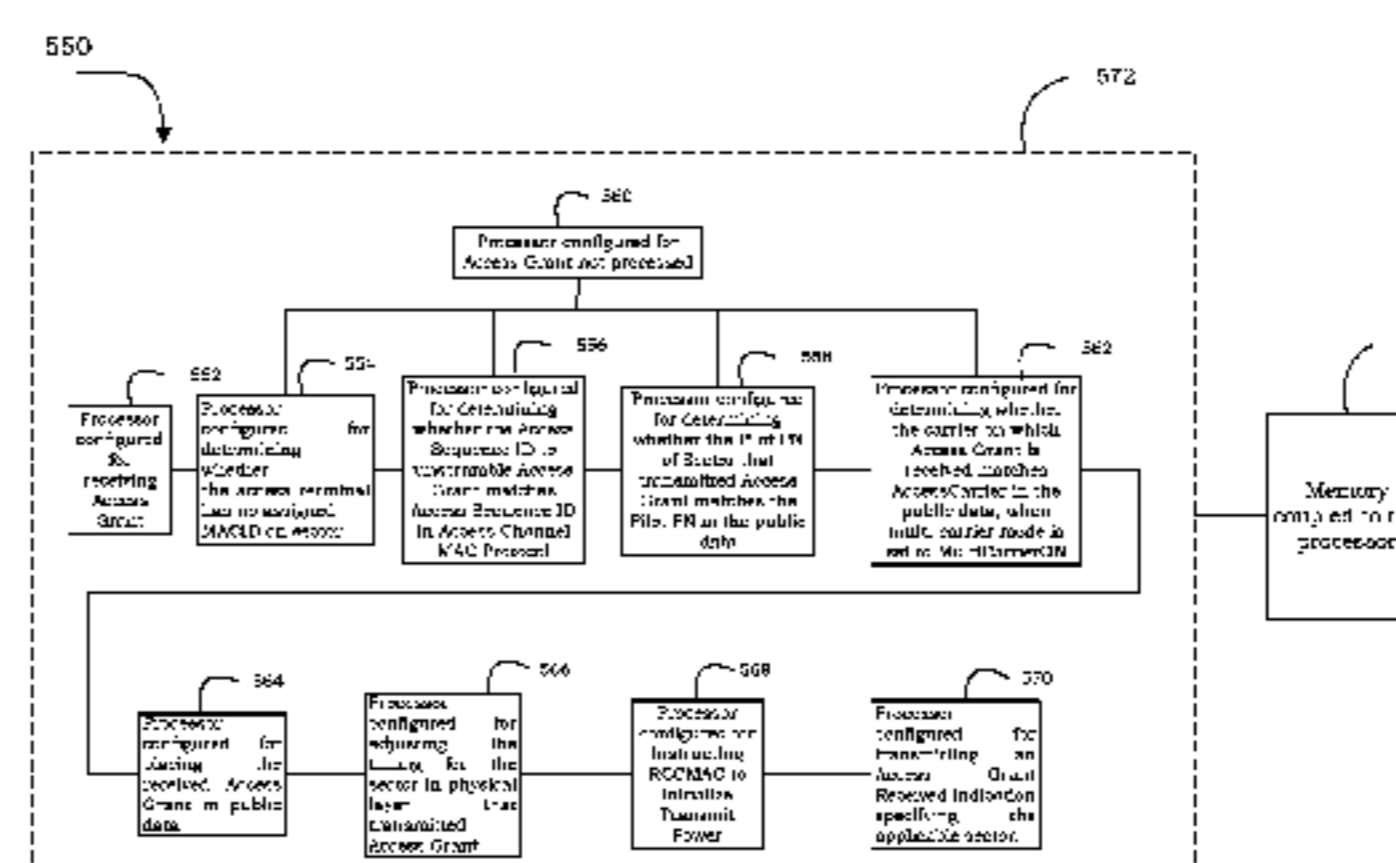 550
572
560
Processor configured for
Access Grant not processed
552
554
556
558
562
Processor
configured
for
receiving
Access
Grant
Processor
configured for
determining
whether
the access terminal
has no assigned
MACID on sector
Processor configured
for determining
whether the Access
Sequence ID in
Access
Grant matches
Access Sequence ID
in Access Channel
MAC Protocol
Processor configured
for determining
whether the of PN
of Sector that
transmitted Access
Grant matches the
Pilot PN in the public
data
Processor configured for
determining whether
the carrier on which
Access Grant is
received matches
AccessCarrier in the
public data, when
multi carrier mode is
set to
Memory
coupled to
processor
564
566
568
570
Processor
configured for
placing the
received Access
Grant in public
data
Processor
configured for
adjusting the
timing for the
sector in physical
layer that
transmitted
Access Grant
Processor
configured for
Instructing
RCCMAC to
Initialize
Transmit
Power
Processor
configured for
transmitting an
Access Grant
Received Indication
specifying the
applicable sector